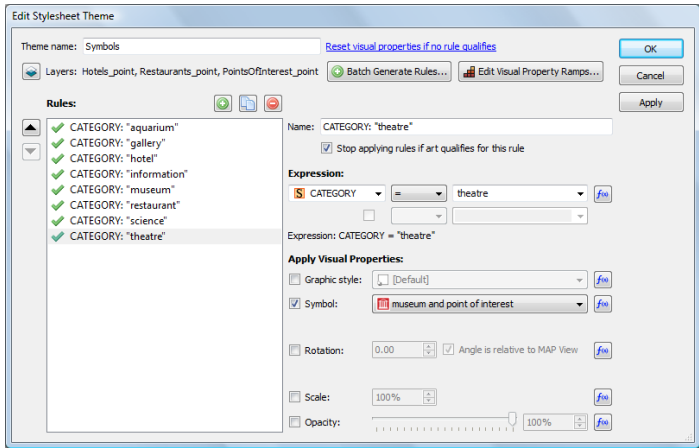 Edit Stylesheet Theme
Theme name: Symbols Reset visual properties if no rule qualifies OK
Layers: Hotels_point, Restaurants_point, PointsOfInterest_point Batch Generate Rules... Edit Visual Property Ramps... Cancel
Apply
Rules:
CATEGORY: "aquarium"
CATEGORY: "gallery"
CATEGORY: "hotel"
CATEGORY: "information"
CATEGORY: "museum"
CATEGORY: "restaurant"
CATEGORY: "science"
CATEGORY: "theatre"
Name: CATEGORY: "theatre"
Stop applying rules if art qualifies for this rule
Expression:
S CATEGORY = theatre f(x)
Expression: CATEGORY = "theatre"
Apply Visual Properties:
Graphic style: [Default] f(x)
Symbol: museum and point of interest f(x)
Rotation: 0.00 Angle is relative to MAP View f(x)
Scale: 100%
Opacity: 100% f(x)